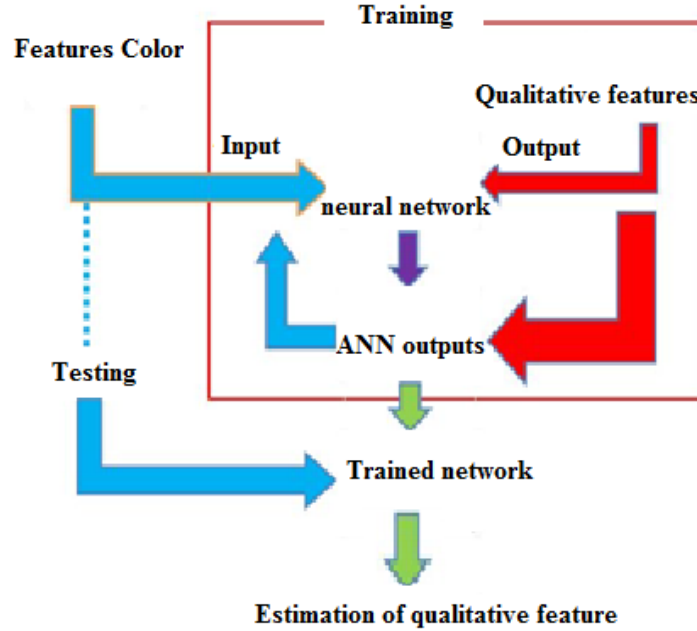 Training
Features Color
Qualitative features
Input
Output
neural network
ANN outputs
Testing
Trained network
Estimation of qualitative feature